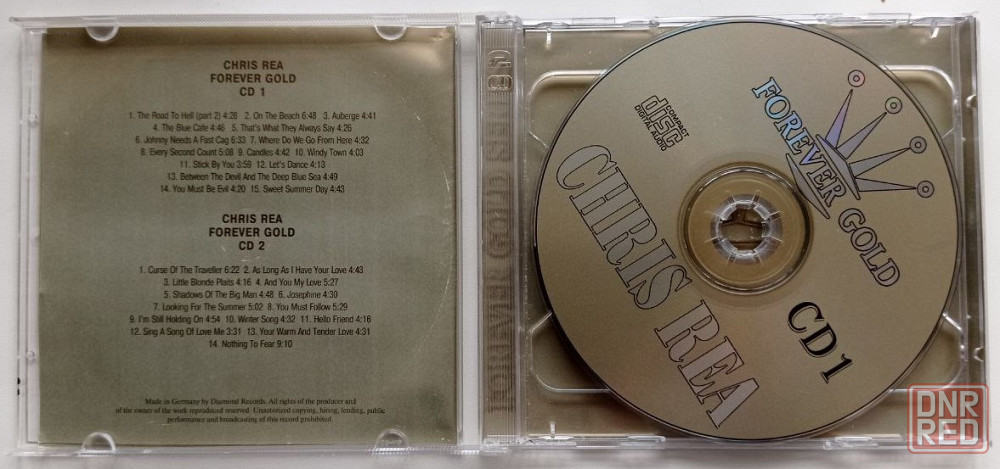 CHRIS REA
FOREVER GOLD
CD 1
1. The Road To Hell (part 2) 4:28 2. On The Beach 6:48 3. Auberge 4:41
4. The Blue Cafe 4:46 5. That's What They Always Say 4:26
6. Johnny Needs A Fast Cag 6:33 7. Where Do We Go From Here 4:32
8. Every Second Count 5:08 9. Candles 4:42 10. Windy Town 4:03
11. Stick By You 3:59 12. Let's Dance 4:13
13. Between The Devil And The Deep Blue Sea 4:49
14. You Must Be Evil 4:20 15. Sweet Summer Day 4:43
CHRIS REA
FOREVER GOLD
CD 2
1. Curse Of The Traveller 6:22 2. As Long As I Have Your Love 4:43
3. Little Blonde Plaits 4:16 4. And You My Love 5:27
5. Shadows Of The Big Man 4:48 6. Josephine 4:30
7. Looking For The Summer 5:02 8. You Must Follow 5:29
9. I'm Still Holding On 4:54 10. Winter Song 4:32 11. Hello Friend 4:16
12. Sing A Song Of Love Me 3:31 13. Your Warm And Tender Love 4:31
14. Nothing To Fear 9:10
Made in Germany by Diamond Records. All rights of the producer and
of the owner of the work reproduced reserved. Unautorized copying, hiring, lending, public
performance and broadcasting of this record prohibited.
COMPACT
disc
DIGITAL AUDIO
FOREVER GOLD
CHRIS REA
CD 1
DNR
RED